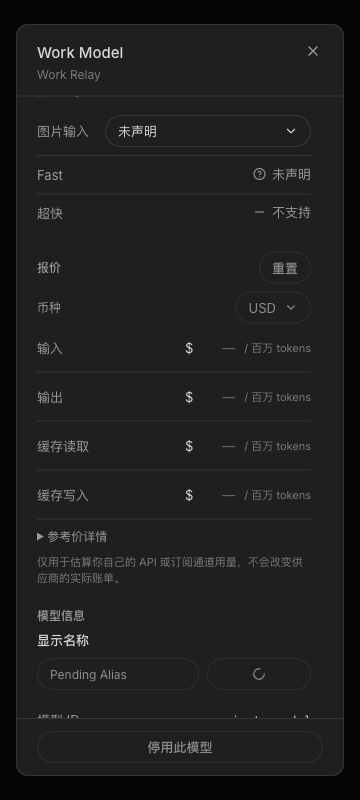 Work Model
Work Relay
图片输入 未声明
Fast 未声明
超快 — 不支持
报价 重置
币种 USD
输入 $ — / 百万 tokens
输出 $ — / 百万 tokens
缓存读取 $ — / 百万 tokens
缓存写入 $ — / 百万 tokens
参考价详情
仅用于估算你自己的 API 或订阅通道用量，不会改变供
应商的实际账单。
模型信息
显示名称
Pending Alias
模型 ID
停用此模型